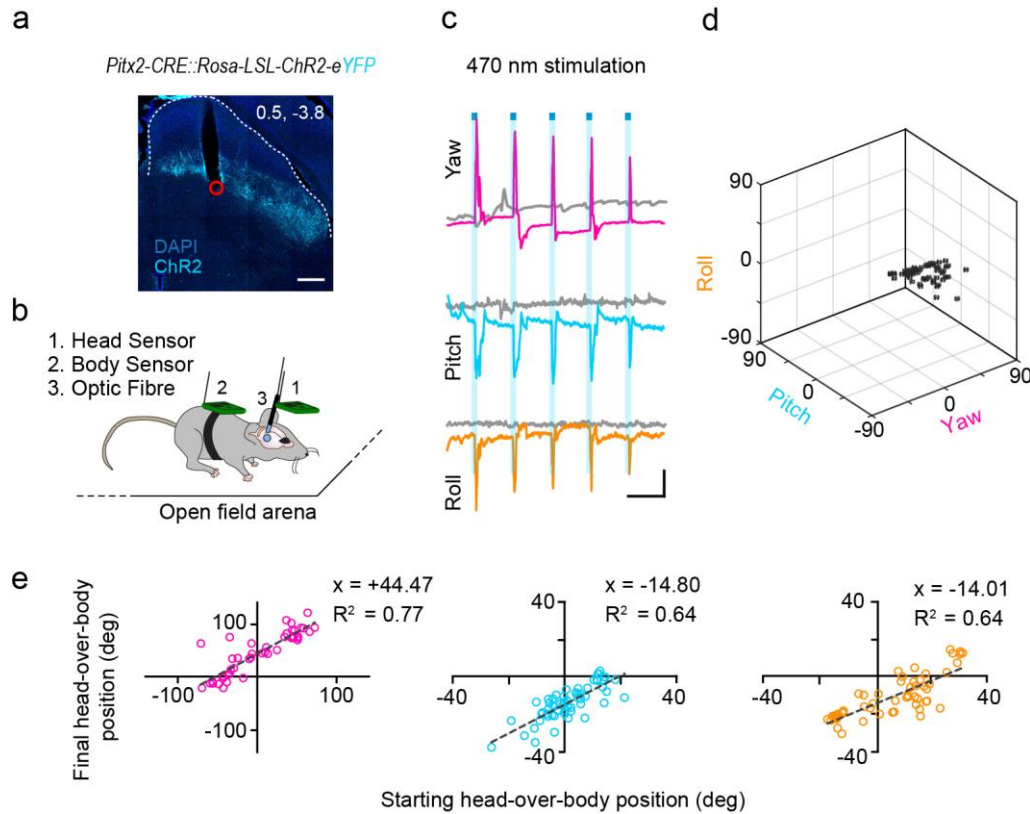 a
Pitx2-CRE::Rosa-LSL-ChR2-eYFP
0.5, -3.8
DAPI
ChR2
b
1. Head Sensor
2. Body Sensor
3. Optic Fibre
2
3
1
Open field arena
c
470 nm stimulation
Yaw
Pitch
Roll
d
90
0
-90
Roll
90
0
-90
Pitch
0
90
Yaw
e
Final head-over-body
position (deg)
x = +44.47
R² = 0.77
100
-100
100
-100
x = -14.80
R² = 0.64
40
-40
40
-40
x = -14.01
R² = 0.64
40
-40
40
-40
Starting head-over-body position (deg)